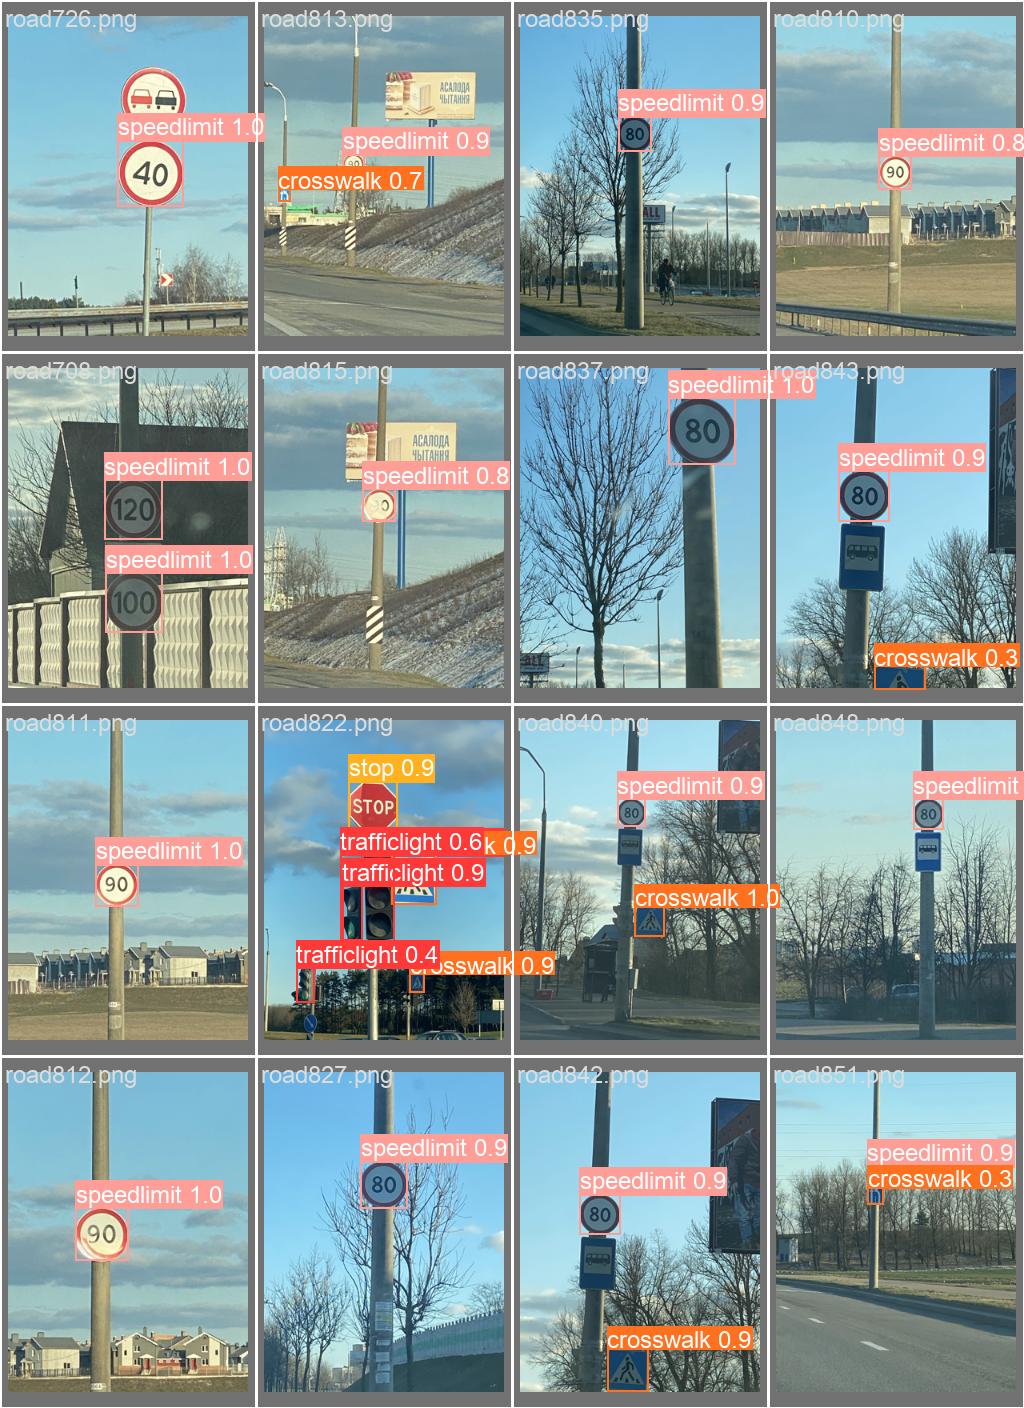 road726.png
speedlimit 1.0
40
road813.png
АСАЛОДА
ЧЫТАННЯ
speedlimit 0.9
90
crosswalk 0.7
road835.png
speedlimit 0.9
80
ALL
road810.png
speedlimit 0.8
90
road708.png
speedlimit 1.0
120
speedlimit 1.0
100
road815.png
АСАЛОДА
ЧЫТАННЯ
speedlimit 0.8
road837.png
speedlimit 1.0
80
road843.png
speedlimit 0.9
80
crosswalk 0.3
road811.png
speedlimit 1.0
90
road822.png
stop 0.9
STOP
trafficlight 0.6
k 0.9
trafficlight 0.9
trafficlight 0.4
crosswalk 0.9
road840.png
speedlimit 0.9
80
crosswalk 1.0
road848.png
speedlimit
80
road812.png
speedlimit 1.0
90
road827.png
speedlimit 0.9
80
road842.png
speedlimit 0.9
80
crosswalk 0.9
road851.png
speedlimit 0.9
crosswalk 0.3